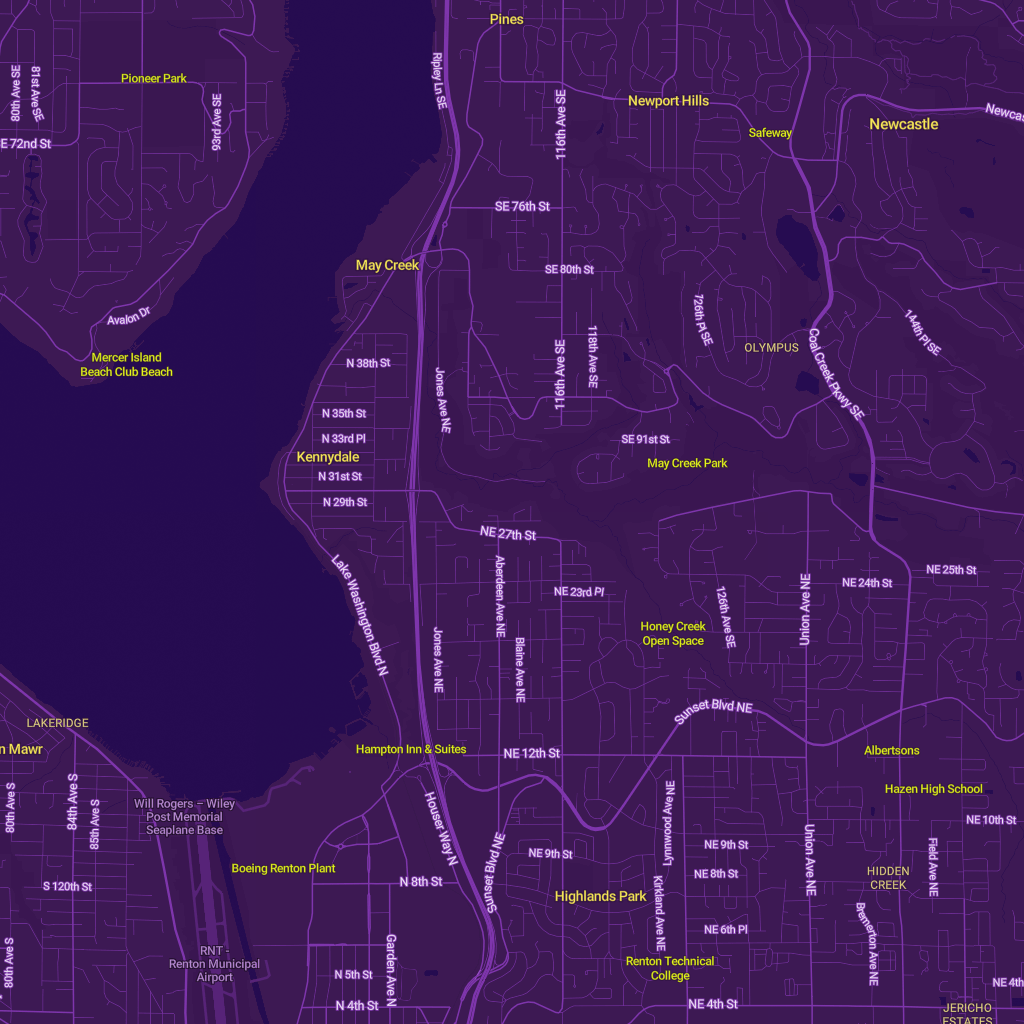 Pines
Pioneer Park
80th Ave SE
81st Ave SE
93rd Ave SE
Ripley Ln SE
116th Ave SE
Newport Hills
Safeway
Newcastle
Newcas
E 72nd St
SE 76th St
May Creek
SE 80th St
Avalon Dr
Mercer Island
Beach Club Beach
N 38th St
116th Ave SE
118th Ave SE
126th Pl SE
OLYMPUS
Coal Creek Pkwy SE
144th Pl SE
Jones Ave NE
N 35th St
N 33rd Pl
Kennydale
N 31st St
N 29th St
SE 91st St
May Creek Park
NE 27th St
Lake Washington Blvd N
Aberdeen Ave NE
NE 23rd Pl
126th Ave SE
Union Ave NE
NE 24th St
NE 25th St
Honey Creek
Open Space
Jones Ave NE
Blaine Ave NE
Sunset Blvd NE
LAKERIDGE
n Mawr
Hampton Inn & Suites
NE 12th St
Albertsons
80th Ave S
84th Ave S
85th Ave S
Will Rogers – Wiley
Post Memorial
Seaplane Base
Houser Way N
Lynnwood Ave NE
Hazen High School
NE 10th St
Boeing Renton Plant
Sunset Blvd NE
NE 9th St
NE 9th St
Union Ave NE
Field Ave NE
S 120th St
N 8th St
NE 8th St
HIDDEN
CREEK
Highlands Park
Kirkland Ave NE
NE 6th Pl
Bremerton Ave NE
80th Ave S
RNT -
Renton Municipal
Airport
Garden Ave N
N 5th St
Renton Technical
College
NE 4th
N 4th St
NE 4th St
JERICHO
ESTATES